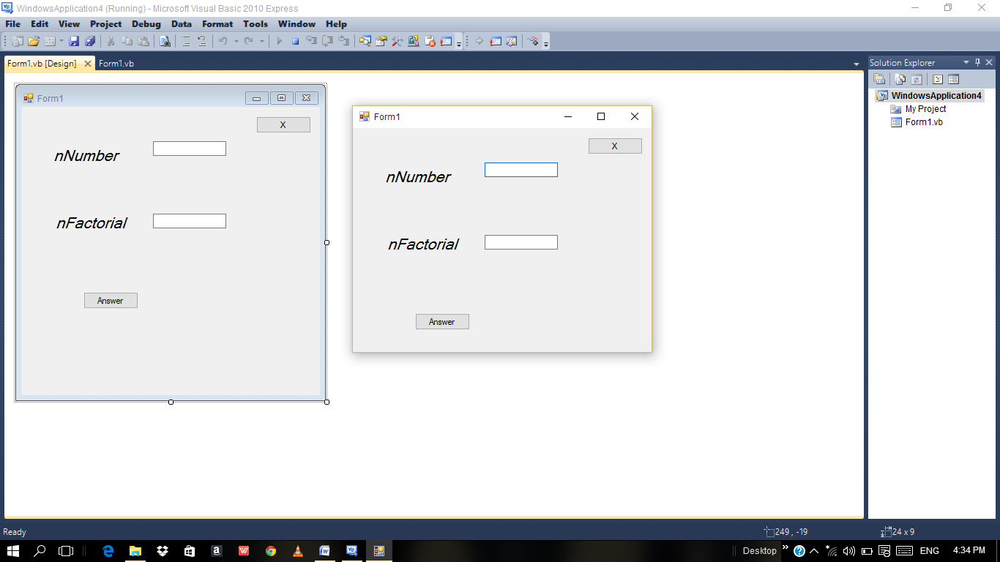 WindowsApplication4 (Running) - Microsoft Visual Basic 2010 Express
File Edit View Project Debug Data Format Tools Window Help
Form1.vb [Design] Form1.vb
Solution Explorer
WindowsApplication4
My Project
Form1.vb
Form1
X
nNumber
nFactorial
Answer
Form1
X
nNumber
nFactorial
Answer
Ready 249 , -19 24 x 9
Desktop ENG 4:34 PM